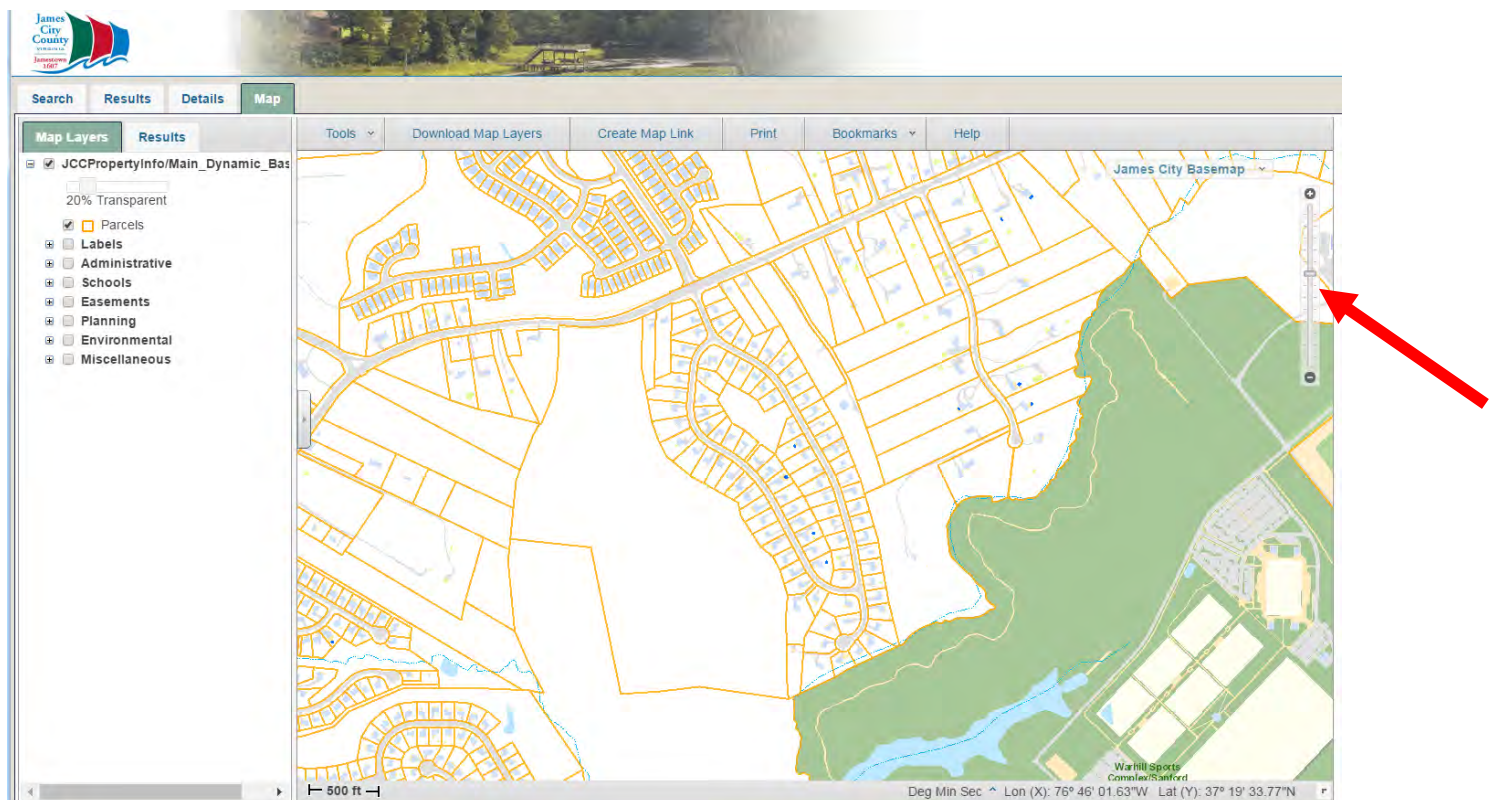 James
City
County
Jamestown
1607
Search Results Details Map
Map Layers Results
Tools Download Map Layers Create Map Link Print Bookmarks Help
JCCPropertyInfo/Main_Dynamic_Bas
20% Transparent
Parcels
Labels
Administrative
Schools
Easements
Planning
Environmental
Miscellaneous
James City Basemap
Warhill Sports
Complex/Sanford
500 ft
Deg Min Sec ^ Lon (X): 76º 46' 01.63"W Lat (Y): 37º 19' 33.77"N